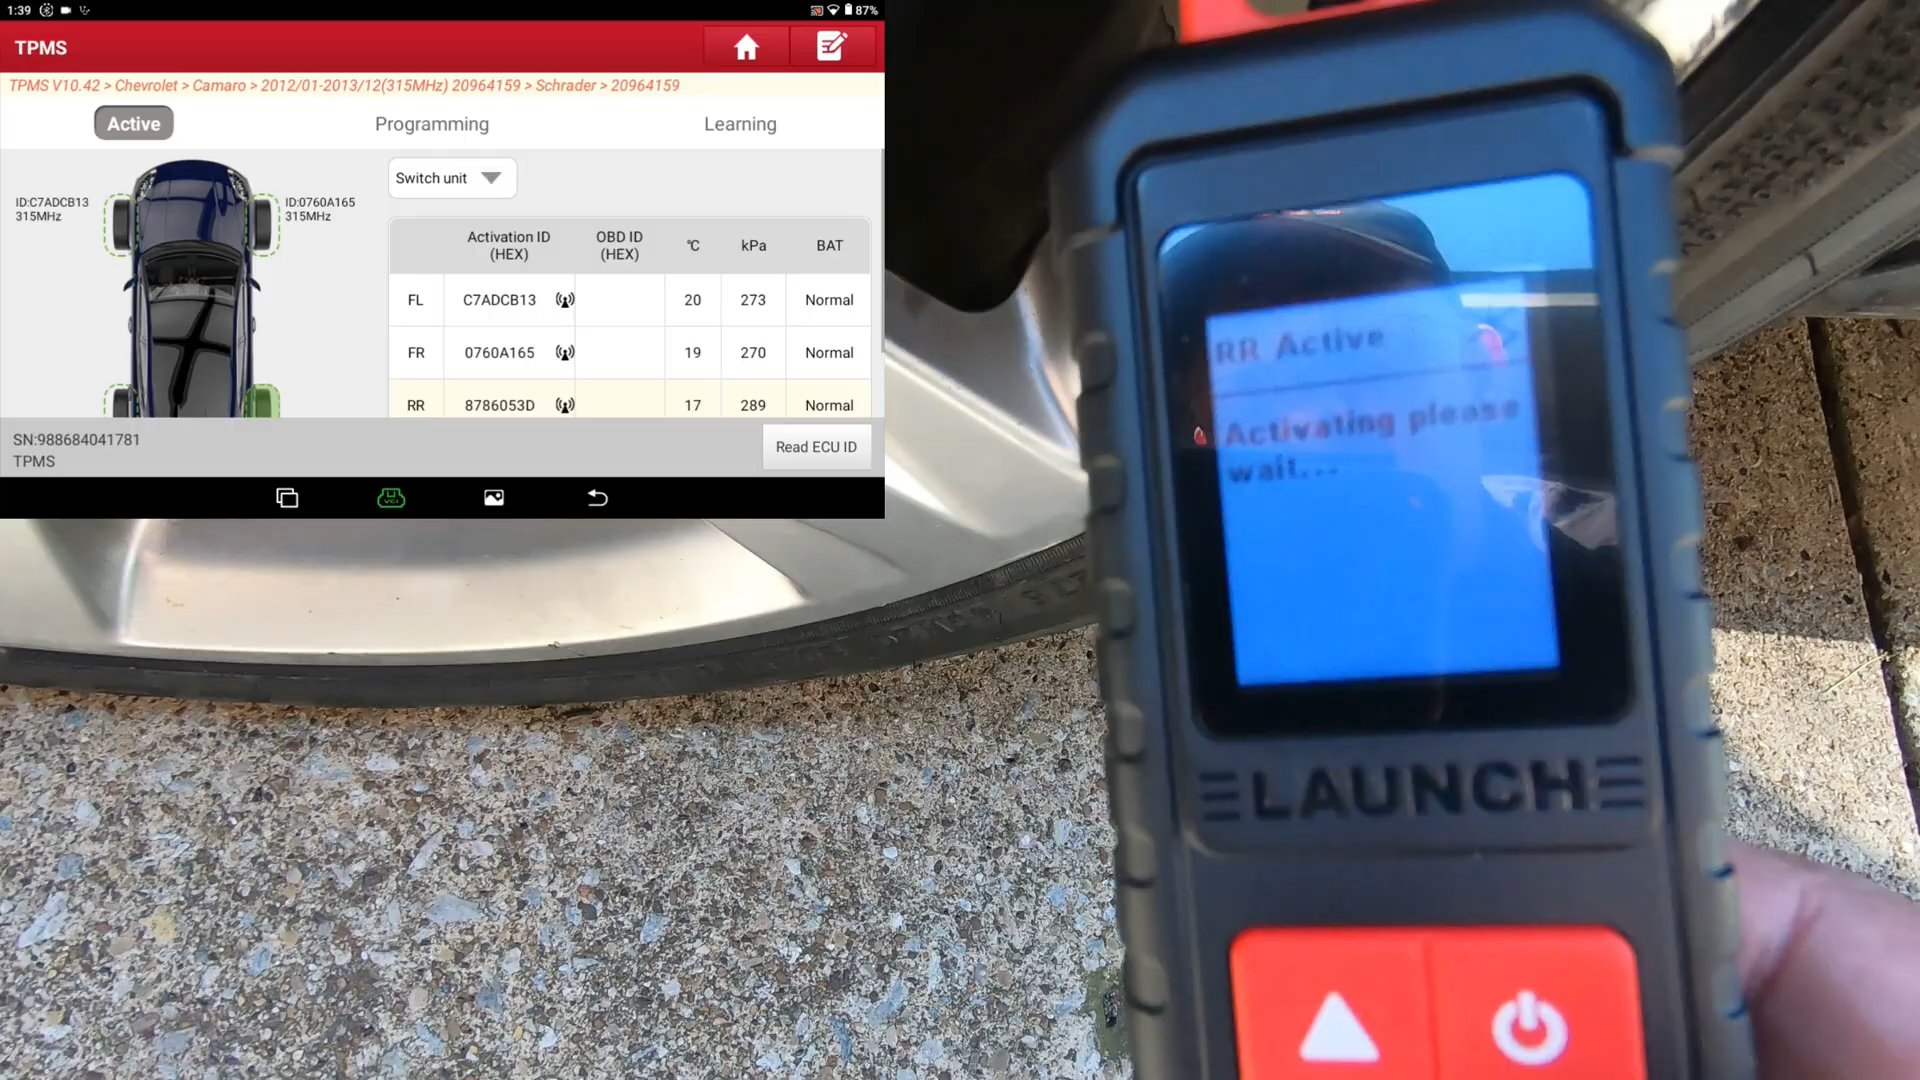 1:39
87%
TPMS
TPMS V10.42 > Chevrolet > Camaro > 2012/01-2013/12(315MHz) 20964159 > Schrader > 20964159
Active Programming Learning
ID:C7ADCB13
315MHz
ID:0760A165
315MHz
Switch unit
Activation ID (HEX) OBD ID (HEX) ℃ kPa BAT
FL C7ADCB13 20 273 Normal
FR 0760A165 19 270 Normal
RR 8786053D 17 289 Normal
SN:988684041781
TPMS
Read ECU ID
RR Active
Activating please
wait...
LAUNCH